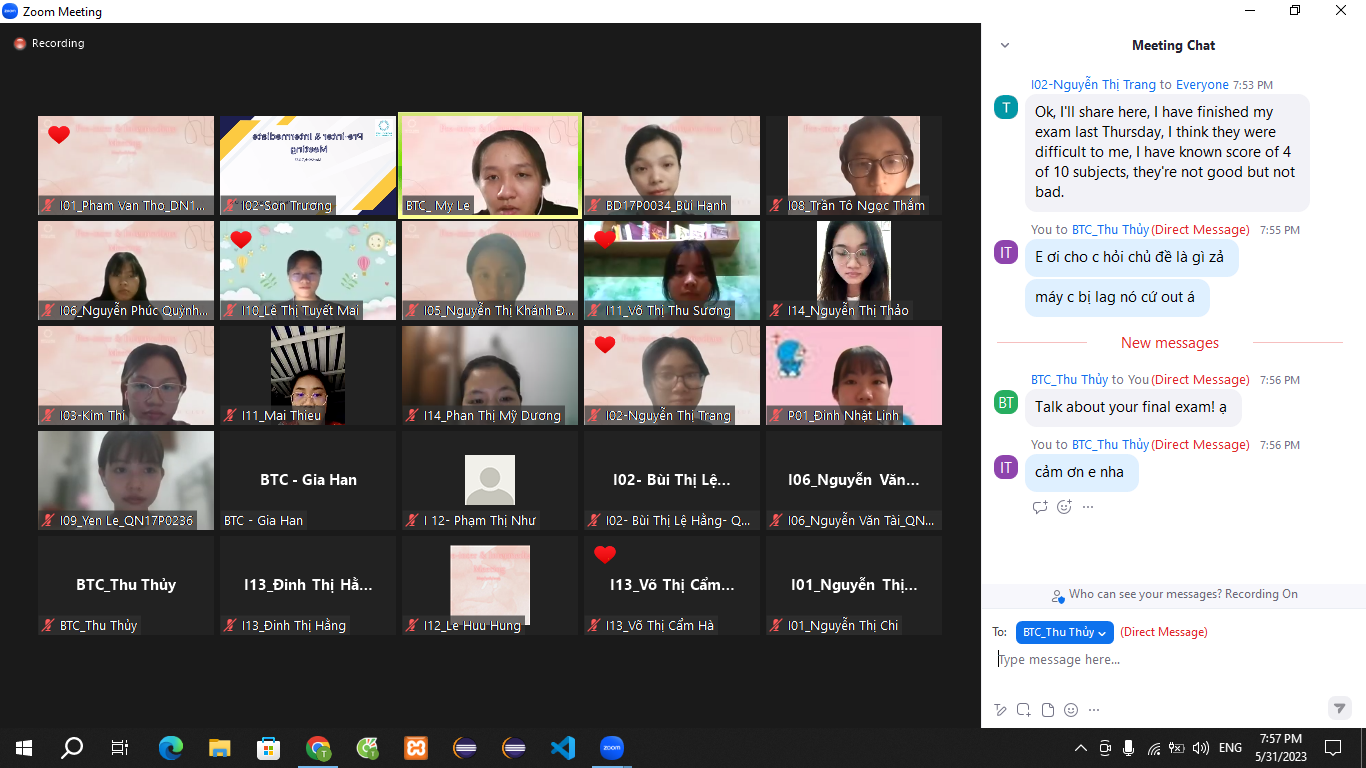 Zoom Meeting
Recording
I01_Pham Van Tho_DN1...
Pre-inter & Intermediate
Meeting
I02-Son Trương
BTC_ My Le
BD17P0034_Bùi Hạnh
I08_Trần Tô Ngọc Thắm
I06_Nguyễn Phúc Quỳnh...
I10_Lê Thị Tuyết Mai
I05_Nguyễn Thị Khánh Đ...
I11_Võ Thị Thu Sương
I14_Nguyễn Thị Thảo
I03-Kim Thi
I11_Mai Thieu
I14_Phan Thị Mỹ Dương
I02-Nguyễn Thị Trang
P01_Đinh Nhật Linh
I09_Yen Le_QN17P0236
BTC - Gia Han
BTC - Gia Han
I 12- Phạm Thị Như
I02- Bùi Thị Lệ...
I02- Bùi Thị Lệ Hằng- Q...
I06_Nguyễn Văn...
I06_Nguyễn Văn Tài_QN...
BTC_Thu Thủy
BTC_Thu Thủy
I13_Đinh Thị Hằ...
I13_Đinh Thị Hằng
I12_Le Huu Hung
I13_Võ Thị Cẩm...
I13_Võ Thị Cẩm Hà
I01_Nguyễn Thị...
I01_Nguyễn Thị Chi
Meeting Chat
I02-Nguyễn Thị Trang to Everyone 7:53 PM
T
Ok, I'll share here, I have finished my
exam last Thursday, I think they were
difficult to me, I have known score of 4
of 10 subjects, they're not good but not
bad.
You to BTC_Thu Thủy(Direct Message) 7:55 PM
IT
E ơi cho c hỏi chủ đề là gì zả
máy c bị lag nó cứ out á
New messages
BTC_Thu Thủy to You(Direct Message) 7:56 PM
BT
Talk about your final exam! ạ
You to BTC_Thu Thủy(Direct Message) 7:56 PM
IT
cảm ơn e nha
Who can see your messages? Recording On
To: BTC_Thu Thủy (Direct Message)
Type message here...
zoom
ENG
7:57 PM
5/31/2023